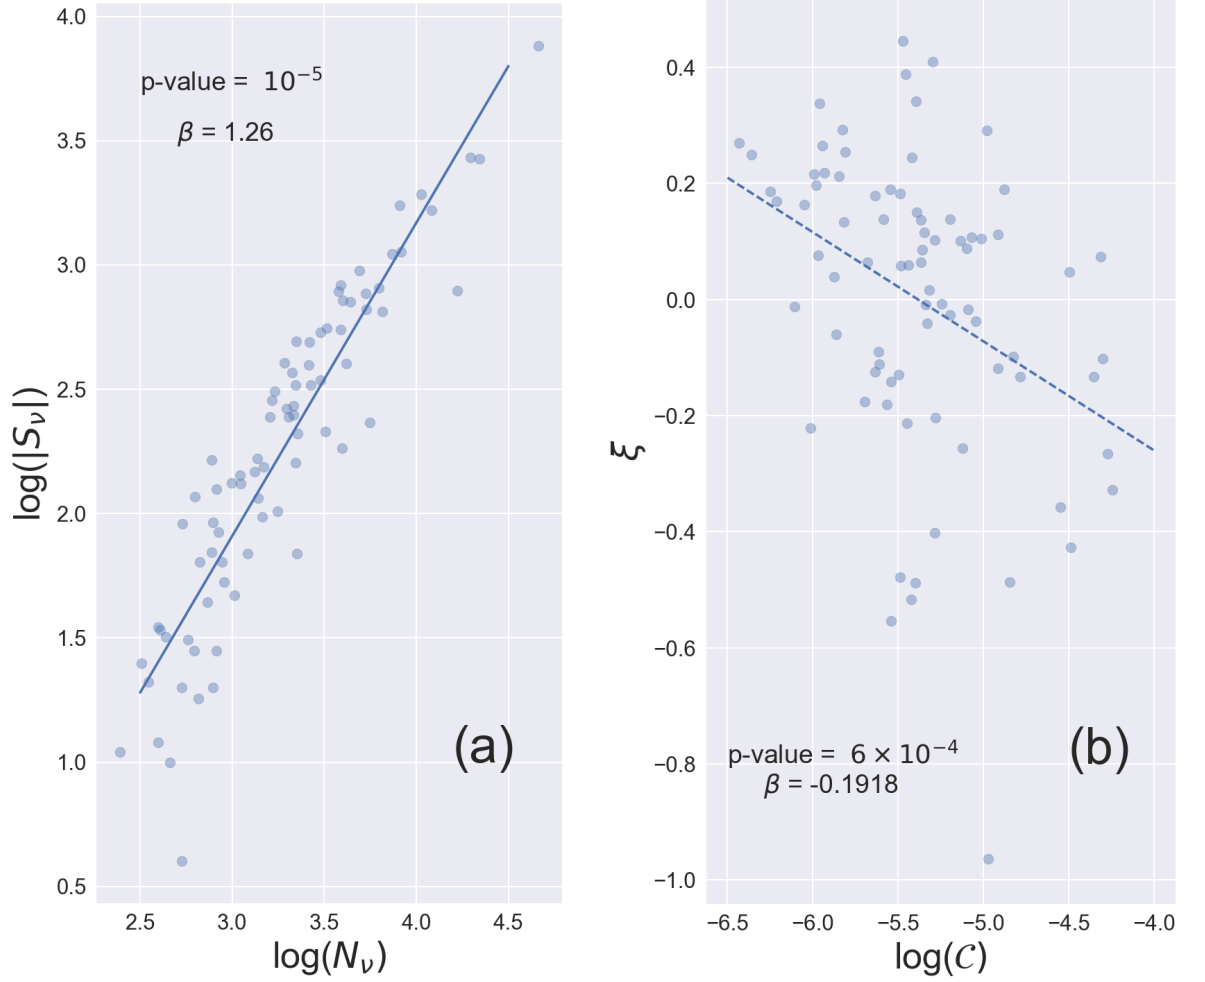 4.0
3.5
3.0
2.5
2.0
1.5
1.0
0.5
log(|Sᵥ|)
p-value = 10⁻⁵
β = 1.26
(a)
2.5 3.0 3.5 4.0 4.5
log(Nᵥ)
0.4
0.2
0.0
−0.2
−0.4
−0.6
−0.8
−1.0
ξ
p-value = 6 × 10⁻⁴
β = -0.1918
(b)
−6.5 −6.0 −5.5 −5.0 −4.5 −4.0
log(𝒞)